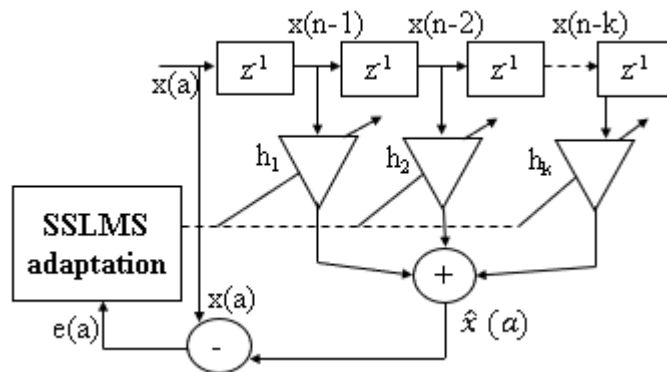 x(n-1) x(n-2) x(n-k)
z⁻¹ z⁻¹ z⁻¹ z⁻¹
x(a)
h₁ h₂ hₖ
SSLMS
adaptation
+
x(a)
x̂ (a)
e(a)
-